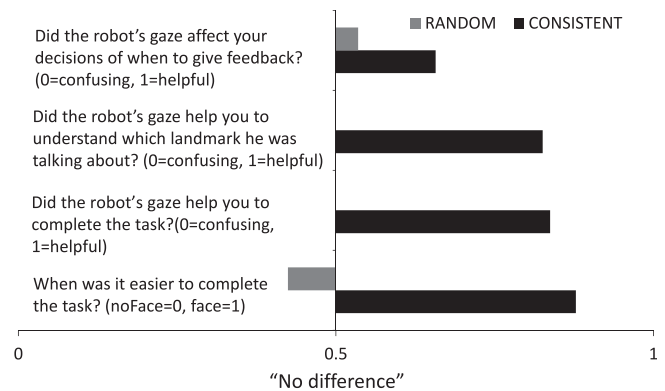 RANDOM CONSISTENT
Did the robot’s gaze affect your
decisions of when to give feedback?
(0=confusing, 1=helpful)
Did the robot’s gaze help you to
understand which landmark he was
talking about? (0=confusing, 1=helpful)
Did the robot’s gaze help you to
complete the task?(0=confusing,
1=helpful)
When was it easier to complete
the task? (noFace=0, face=1)
0 0.5 1
“No difference”